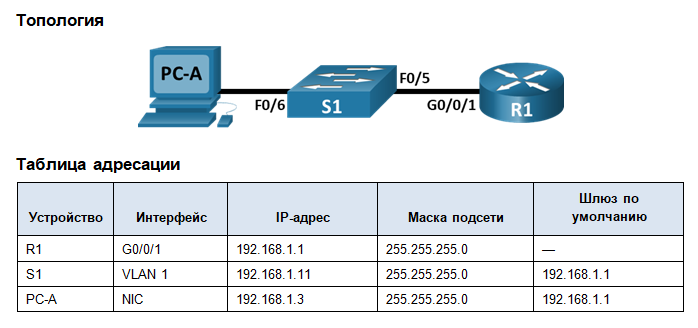 Топология
PC-A
F0/6
S1
F0/5
G0/0/1
R1
Таблица адресации
Устройство Интерфейс IP-адрес Маска подсети Шлюз по умолчанию
R1 G0/0/1 192.168.1.1 255.255.255.0 —
S1 VLAN 1 192.168.1.11 255.255.255.0 192.168.1.1
PC-A NIC 192.168.1.3 255.255.255.0 192.168.1.1